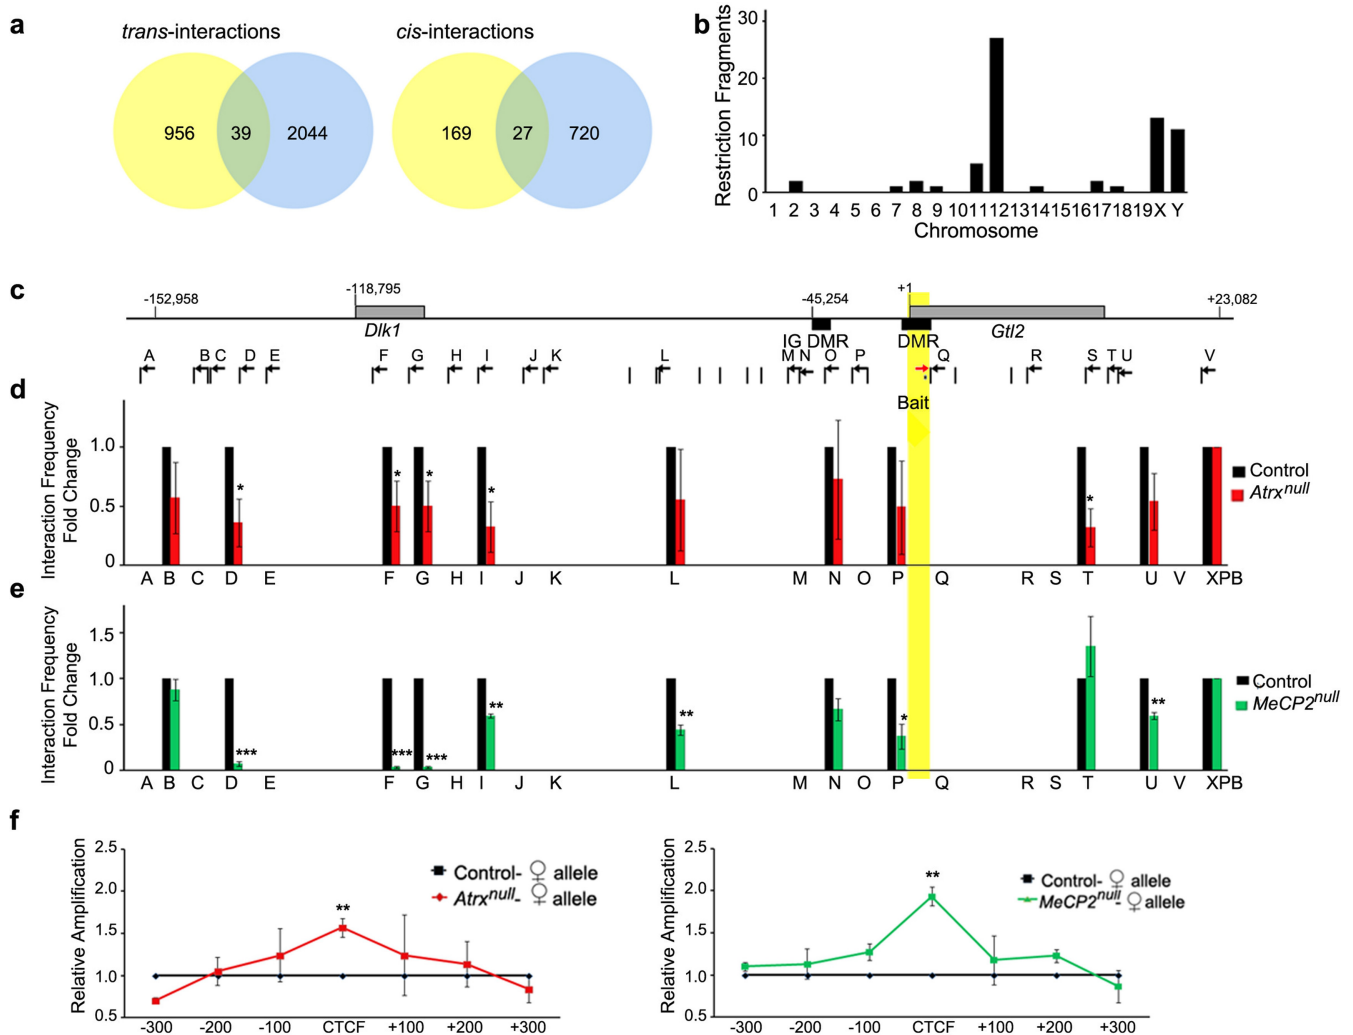 a
trans-interactions
cis-interactions
956 39 2044
169 27 720
b
Restriction Fragments
30
20
10
0
1 2 3 4 5 6 7 8 9 10 11 12 13 14 15 16 17 18 19 X Y
Chromosome
c
-152,958
-118,795
-45,254
+1
+23,082
Dlk1
Gtl2
IG DMR
DMR
A B C D E F G H I J K L M N O P Q R S T U V
Bait
d
Interaction Frequency
Fold Change
1.0
0.5
0
* * * * *
Control
Atrxnull
A B C D E F G H I J K L M N O P Q R S T U V XPB
e
Interaction Frequency
Fold Change
1.5
1.0
0.5
0
*** *** *** ** ** * **
Control
MeCP2null
A B C D E F G H I J K L M N O P Q R S T U V XPB
f
Relative Amplification
2.5
2.0
1.5
1.0
0.5
**
Control- ♀ allele
Atrxnull- ♀ allele
-300 -200 -100 CTCF +100 +200 +300
Relative Amplification
2.5
2.0
1.5
1.0
0.5
**
Control- ♀ allele
MeCP2null- ♀ allele
-300 -200 -100 CTCF +100 +200 +300